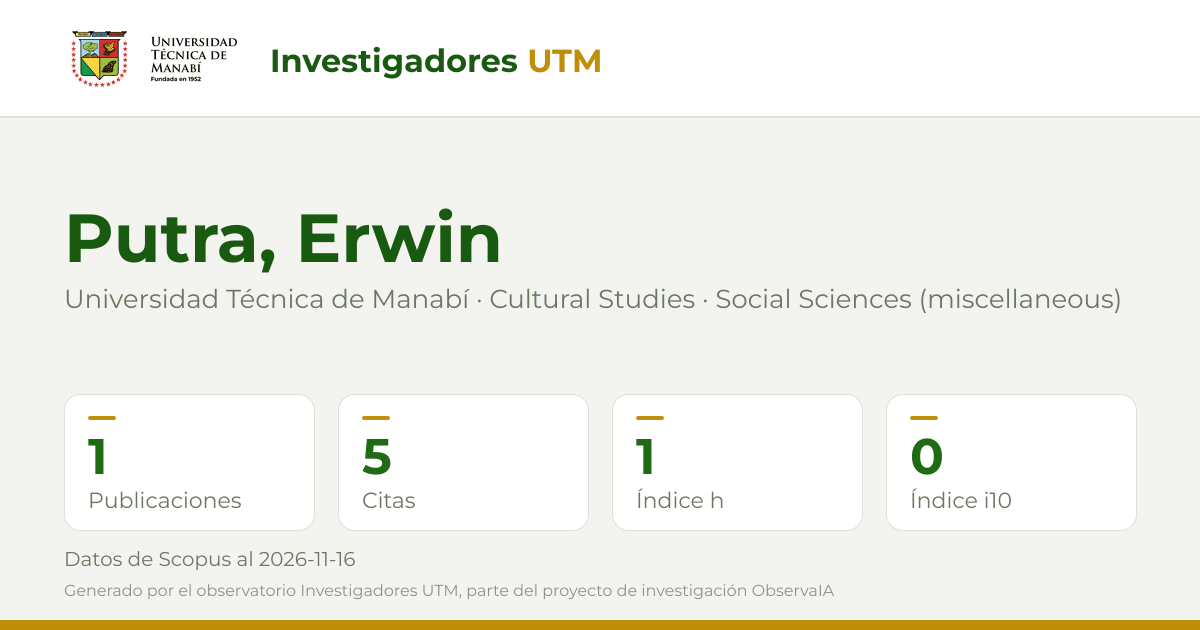 UNIVERSIDAD
TÉCNICA DE
MANABÍ
Fundada en 1952
Investigadores UTM
Putra, Erwin
Universidad Técnica de Manabí · Cultural Studies · Social Sciences (miscellaneous)
1
Publicaciones
5
Citas
1
Índice h
0
Índice i10
Datos de Scopus al 2026-11-16
Generado por el observatorio Investigadores UTM, parte del proyecto de investigación ObservaIA